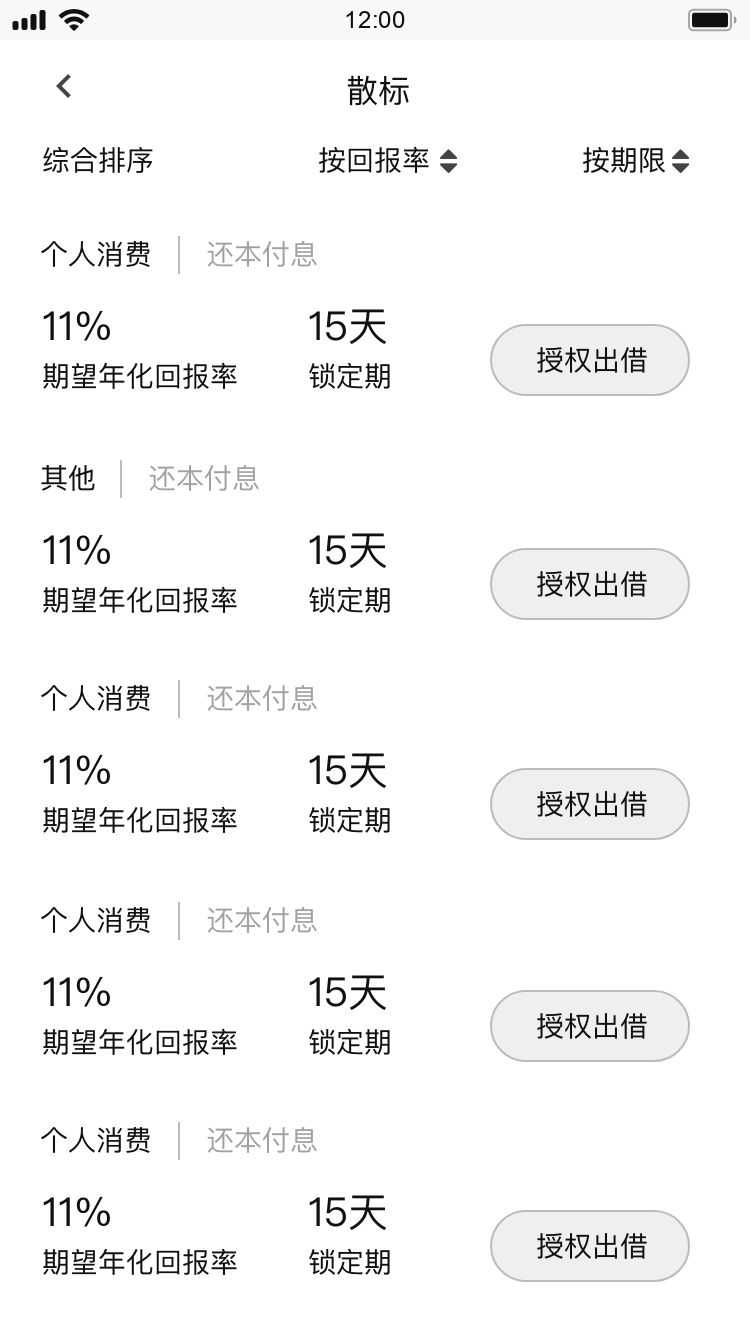 12:00
散标
综合排序 按回报率 按期限
个人消费 还本付息
11% 15天
期望年化回报率 锁定期 授权出借
其他 还本付息
11% 15天
期望年化回报率 锁定期 授权出借
个人消费 还本付息
11% 15天
期望年化回报率 锁定期 授权出借
个人消费 还本付息
11% 15天
期望年化回报率 锁定期 授权出借
个人消费 还本付息
11% 15天
期望年化回报率 锁定期 授权出借